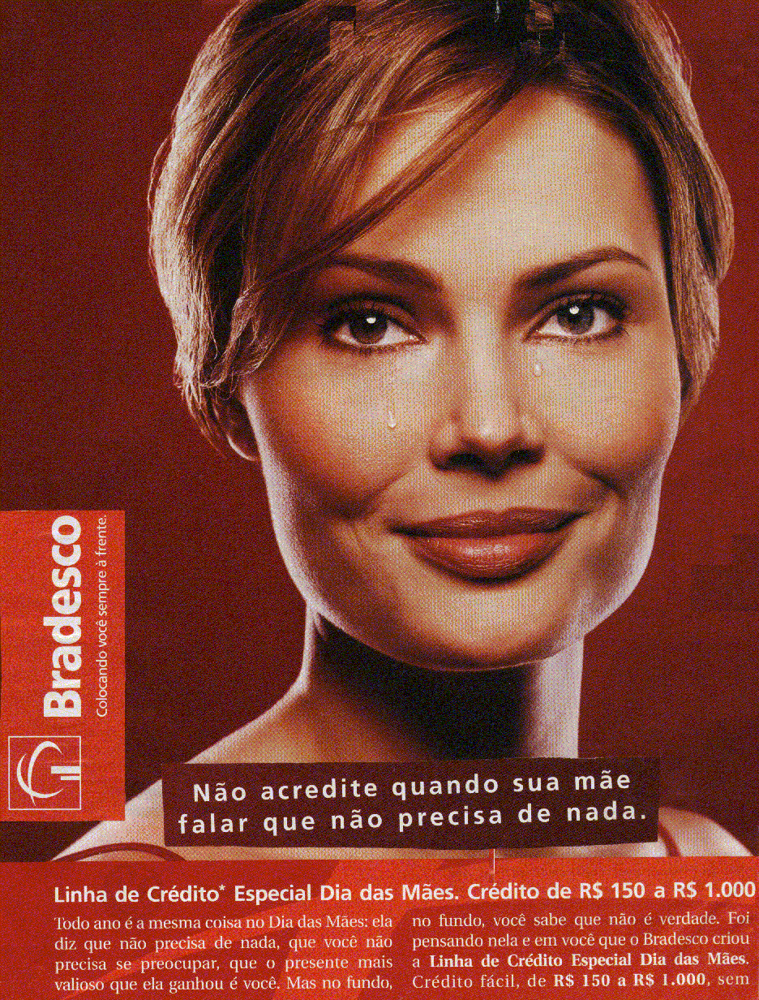 Bradesco
Colocando você sempre à frente.
Não acredite quando sua mãe
falar que não precisa de nada.
Linha de Crédito* Especial Dia das Mães. Crédito de R$ 150 a R$ 1.000
Todo ano é a mesma coisa no Dia das Mães: ela
diz que não precisa de nada, que você não
precisa se preocupar, que o presente mais
valioso que ela ganhou é você. Mas no fundo,
no fundo, você sabe que não é verdade. Foi
pensando nela e em você que o Bradesco criou
a Linha de Crédito Especial Dia das Mães.
Crédito fácil, de R$ 150 a R$ 1.000, sem